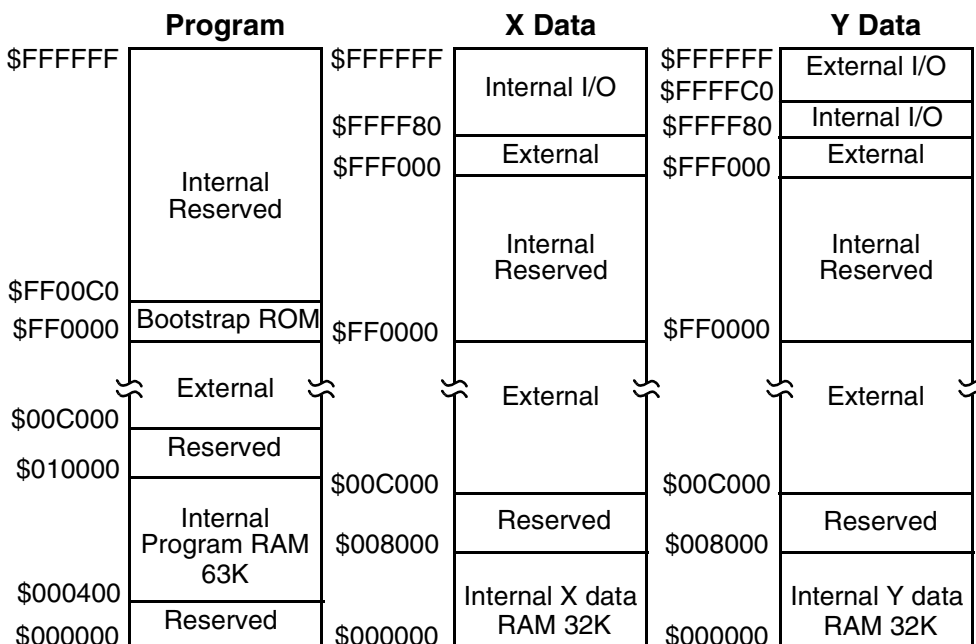 Program
$FFFFFF
Internal
Reserved
$FF00C0
Bootstrap ROM
$FF0000
External
$00C000
Reserved
$010000
Internal
Program RAM
63K
$000400
Reserved
$000000
X Data
$FFFFFF
Internal I/O
$FFFF80
External
$FFF000
Internal
Reserved
$FF0000
External
$00C000
Reserved
$008000
Internal X data
RAM 32K
$000000
Y Data
$FFFFFF
External I/O
$FFFFC0
Internal I/O
$FFFF80
External
$FFF000
Internal
Reserved
$FF0000
External
$00C000
Reserved
$008000
Internal Y data
RAM 32K
$000000